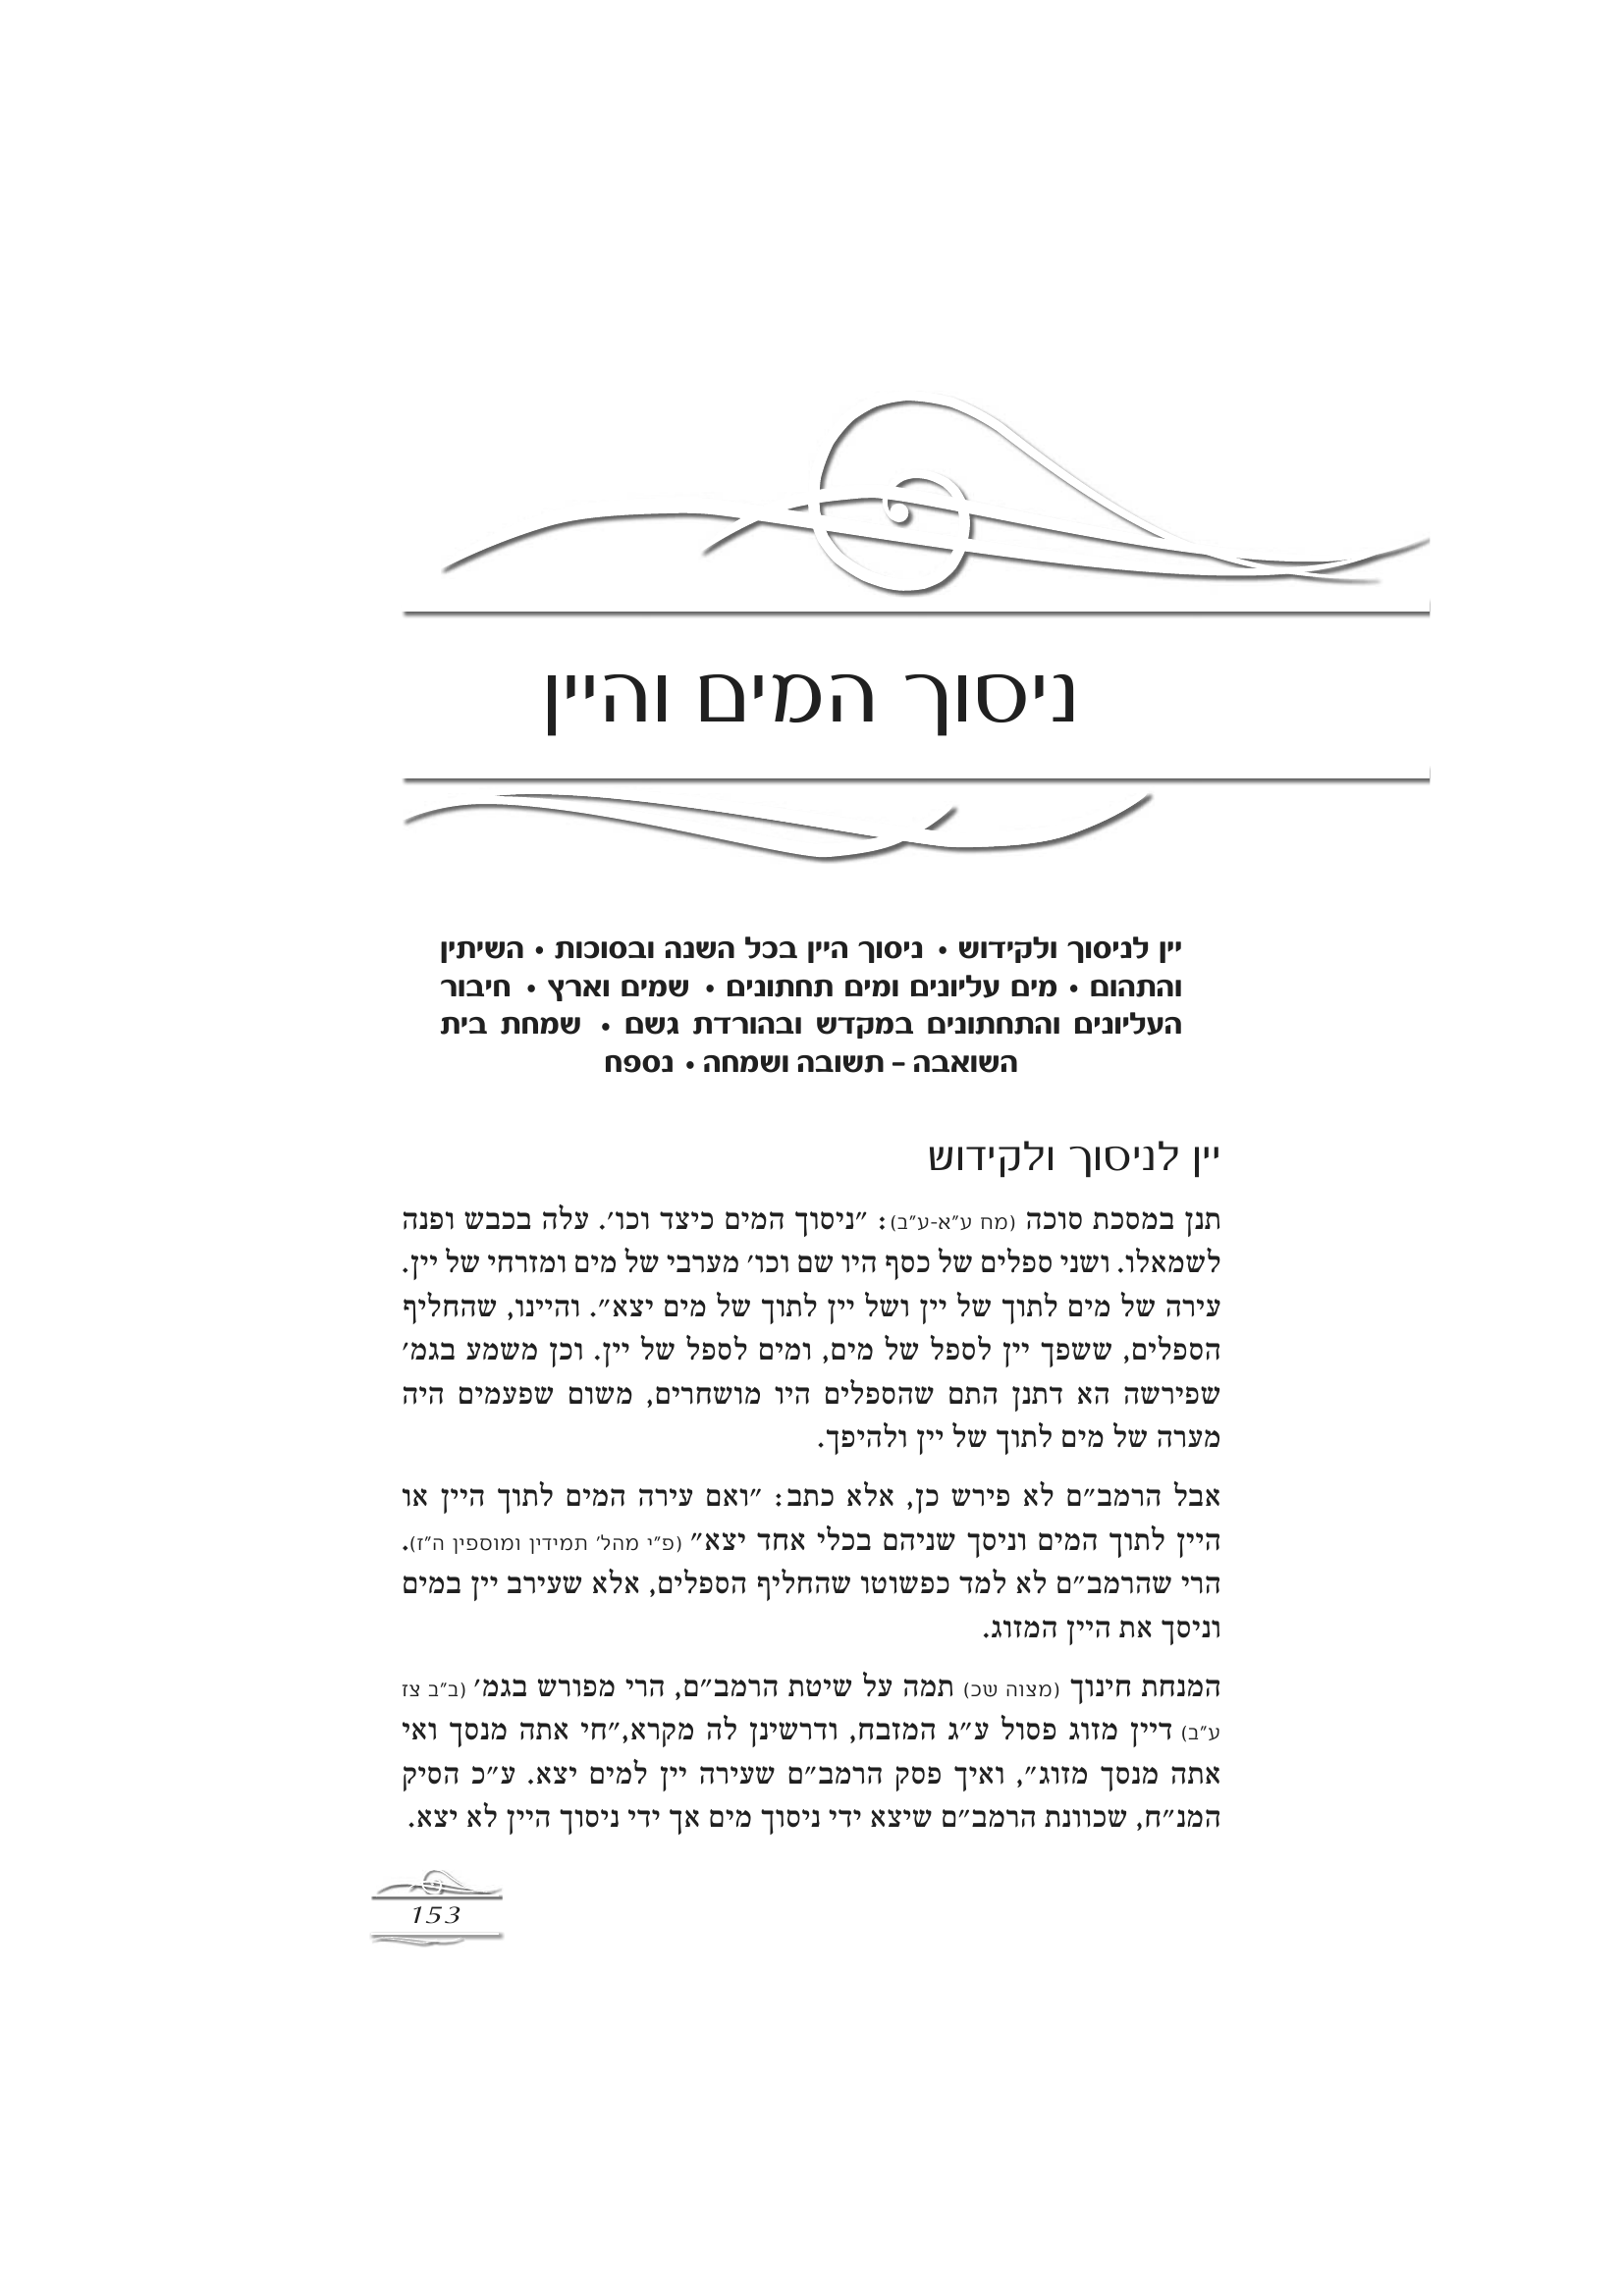 ניסוך המים והיין
יין לניסוך ולקידוש • ניסוך היין בכל השנה ובסוכות • השיתין
והתהום • מים עליונים ומים תחתונים • שמים וארץ • חיבור
העליונים והתחתונים במקדש ובהורדת גשם • שמחת בית
השואבה – תשובה ושמחה • נספח
יין לניסוך ולקידוש
תנן במסכת סוכה (מח ע״א-ע״ב): ״ניסוך המים כיצד וכו׳. עלה בכבש ופנה
לשמאלו. ושני ספלים של כסף היו שם וכו׳ מערבי של מים ומזרחי של יין.
עירה של מים לתוך של יין ושל יין לתוך של מים יצא״. והיינו, שהחליף
הספלים, ששפך יין לספל של מים, ומים לספל של יין. וכן משמע בגמ׳
שפירשה הא דתנן התם שהספלים היו מושחרים, משום שפעמים היה
מערה של מים לתוך של יין ולהיפך.
אבל הרמב״ם לא פירש כן, אלא כתב: ״ואם עירה המים לתוך היין או
היין לתוך המים וניסך שניהם בכלי אחד יצא״ (פ״י מהל׳ תמידין ומוספין ה״ז).
הרי שהרמב״ם לא למד כפשוטו שהחליף הספלים, אלא שעירב יין במים
וניסך את היין המזוג.
המנחת חינוך (מצוה שכ) תמה על שיטת הרמב״ם, הרי מפורש בגמ׳ (ב״ב צז
ע״ב) דיין מזוג פסול ע״ג המזבח, ודרשינן לה מקרא,״חי אתה מנסך ואי
אתה מנסך מזוג״, ואיך פסק הרמב״ם שעירה יין למים יצא. ע״כ הסיק
המנ״ח, שכוונת הרמב״ם שיצא ידי ניסוך מים אך ידי ניסוך היין לא יצא.
153